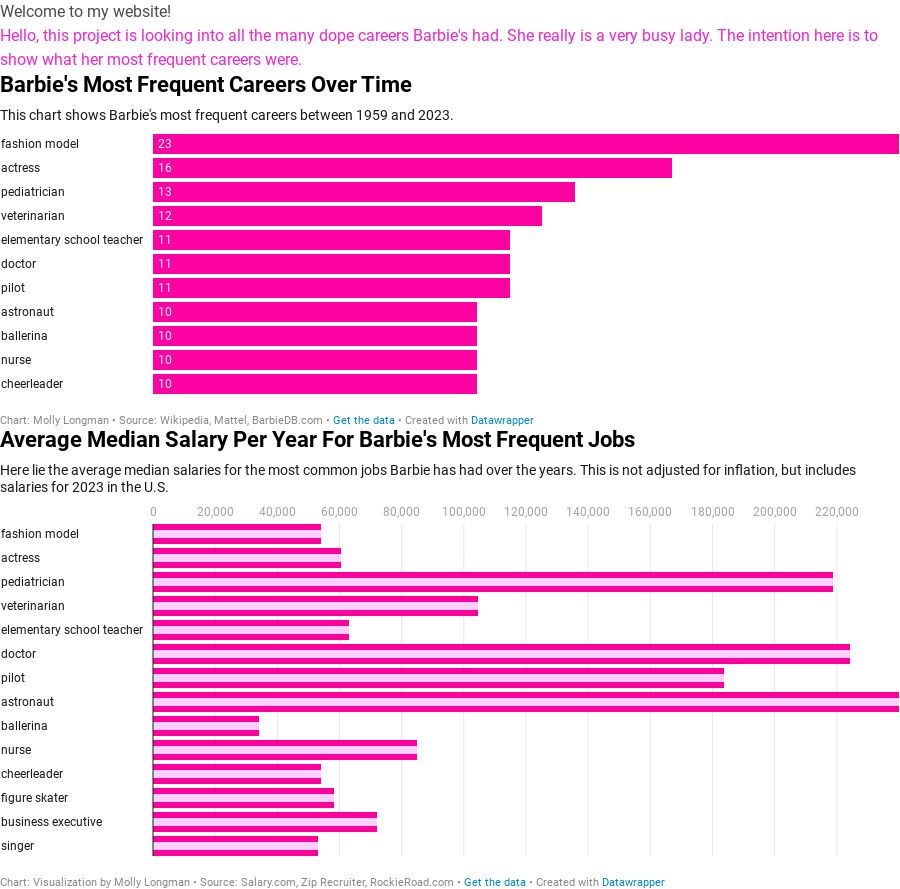 Welcome to my website!
Hello, this project is looking into all the many dope careers Barbie's had. She really is a very busy lady. The intention here is to
show what her most frequent careers were.
Barbie's Most Frequent Careers Over Time
This chart shows Barbie's most frequent careers between 1959 and 2023.
fashion model 23
actress 16
pediatrician 13
veterinarian 12
elementary school teacher 11
doctor 11
pilot 11
astronaut 10
ballerina 10
nurse 10
cheerleader 10
Chart: Molly Longman • Source: Wikipedia, Mattel, BarbieDB.com • Get the data • Created with Datawrapper
Average Median Salary Per Year For Barbie's Most Frequent Jobs
Here lie the average median salaries for the most common jobs Barbie has had over the years. This is not adjusted for inflation, but includes
salaries for 2023 in the U.S.
0 20,000 40,000 60,000 80,000 100,000 120,000 140,000 160,000 180,000 200,000 220,000
fashion model
actress
pediatrician
veterinarian
elementary school teacher
doctor
pilot
astronaut
ballerina
nurse
cheerleader
figure skater
business executive
singer
Chart: Visualization by Molly Longman • Source: Salary.com, Zip Recruiter, RockieRoad.com • Get the data • Created with Datawrapper